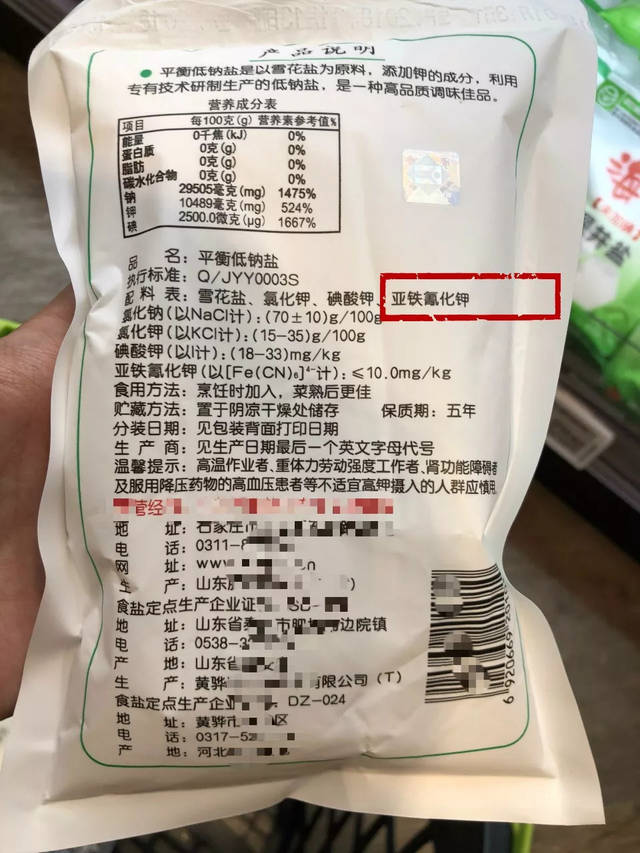 产品说明
● 平衡低钠盐是以雪花盐为原料，添加钾的成分，利用
专有技术研制生产的低钠盐，是一种高品质调味佳品。
营养成分表
项目 每100克(g) 营养素参考值%
能量 0千焦(kJ) 0%
蛋白质 0克(g) 0%
脂肪 0克(g) 0%
碳水化合物 0克(g) 0%
钠 29505毫克(mg) 1475%
钾 10489毫克(mg) 524%
碘 2500.0微克(μg) 1667%
品 名：平衡低钠盐
执行标准：Q/JYY0003S
配 料 表：雪花盐、氯化钾、碘酸钾、亚铁氰化钾
氯化钠(以NaCl计)：(70±10)g/100g
氯化钾(以KCl计)：(15-35)g/100g
碘酸钾(以I计)：(18-33)mg/kg
亚铁氰化钾(以[Fe(CN)₆]⁴⁻计)：≤10.0mg/kg
食用方法：烹饪时加入，菜熟后更佳
贮藏方法：置于阴凉干燥处储存 保质期：五年
分装日期：见包装背面打印日期
生 产 商：见生产日期最后一个英文字母代号
温馨提示：高温作业者、重体力劳动强度工作者、肾功能障碍者
及服用降压药物的高血压患者等不适宜高钾摄入的人群应慎用
管经
地 址：石家庄市
电 话：0311-
网 址：ww
生 产：山东
食盐定点生产企业证
地 址：山东省 边院镇
电 话：0538-3
产 地：山东省
生 产：黄骅 有限公司（T）
食盐定点生产企业 DZ-024
地 址：黄骅市 区
电 话：0317-52
产 地：河北
6 920669
海
井盐